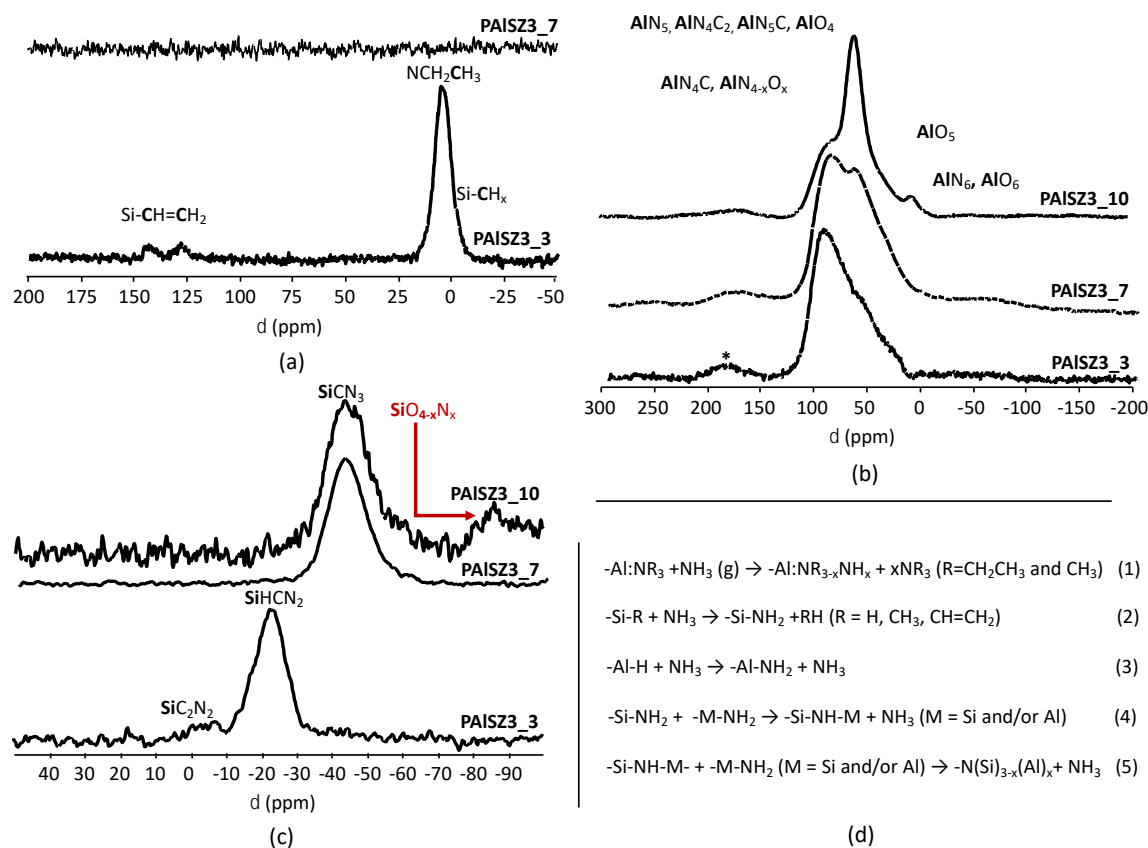 PAlSZ3_7
NCH₂CH₃
Si-CHₓ
Si-CH=CH₂
PAlSZ3_3
200 175 150 125 100 75 50 25 0 -25 -50
d (ppm)
(a)
AlN₅, AlN₄C₂, AlN₅C, AlO₄
AlN₄C, AlN₄₋ₓOₓ
AlO₅
AlN₆, AlO₆
PAlSZ3_10
PAlSZ3_7
*
PAlSZ3_3
300 250 200 150 100 50 0 -50 -100 -150 -200
d (ppm)
(b)
SiCN₃
SiO₄₋ₓNₓ
PAlSZ3_10
PAlSZ3_7
SiHCN₂
SiC₂N₂
PAlSZ3_3
40 30 20 10 0 -10 -20 -30 -40 -50 -60 -70 -80 -90
d (ppm)
(c)
-Al:NR₃ +NH₃ (g) → -Al:NR₃₋ₓNHₓ + xNR₃ (R=CH₂CH₃ and CH₃) (1)
-Si-R + NH₃ → -Si-NH₂ +RH (R = H, CH₃, CH=CH₂) (2)
-Al-H + NH₃ → -Al-NH₂ + NH₃ (3)
-Si-NH₂ + -M-NH₂ → -Si-NH-M + NH₃ (M = Si and/or Al) (4)
-Si-NH-M- + -M-NH₂ (M = Si and/or Al) → -N(Si)₃₋ₓ(Al)ₓ+ NH₃ (5)
(d)